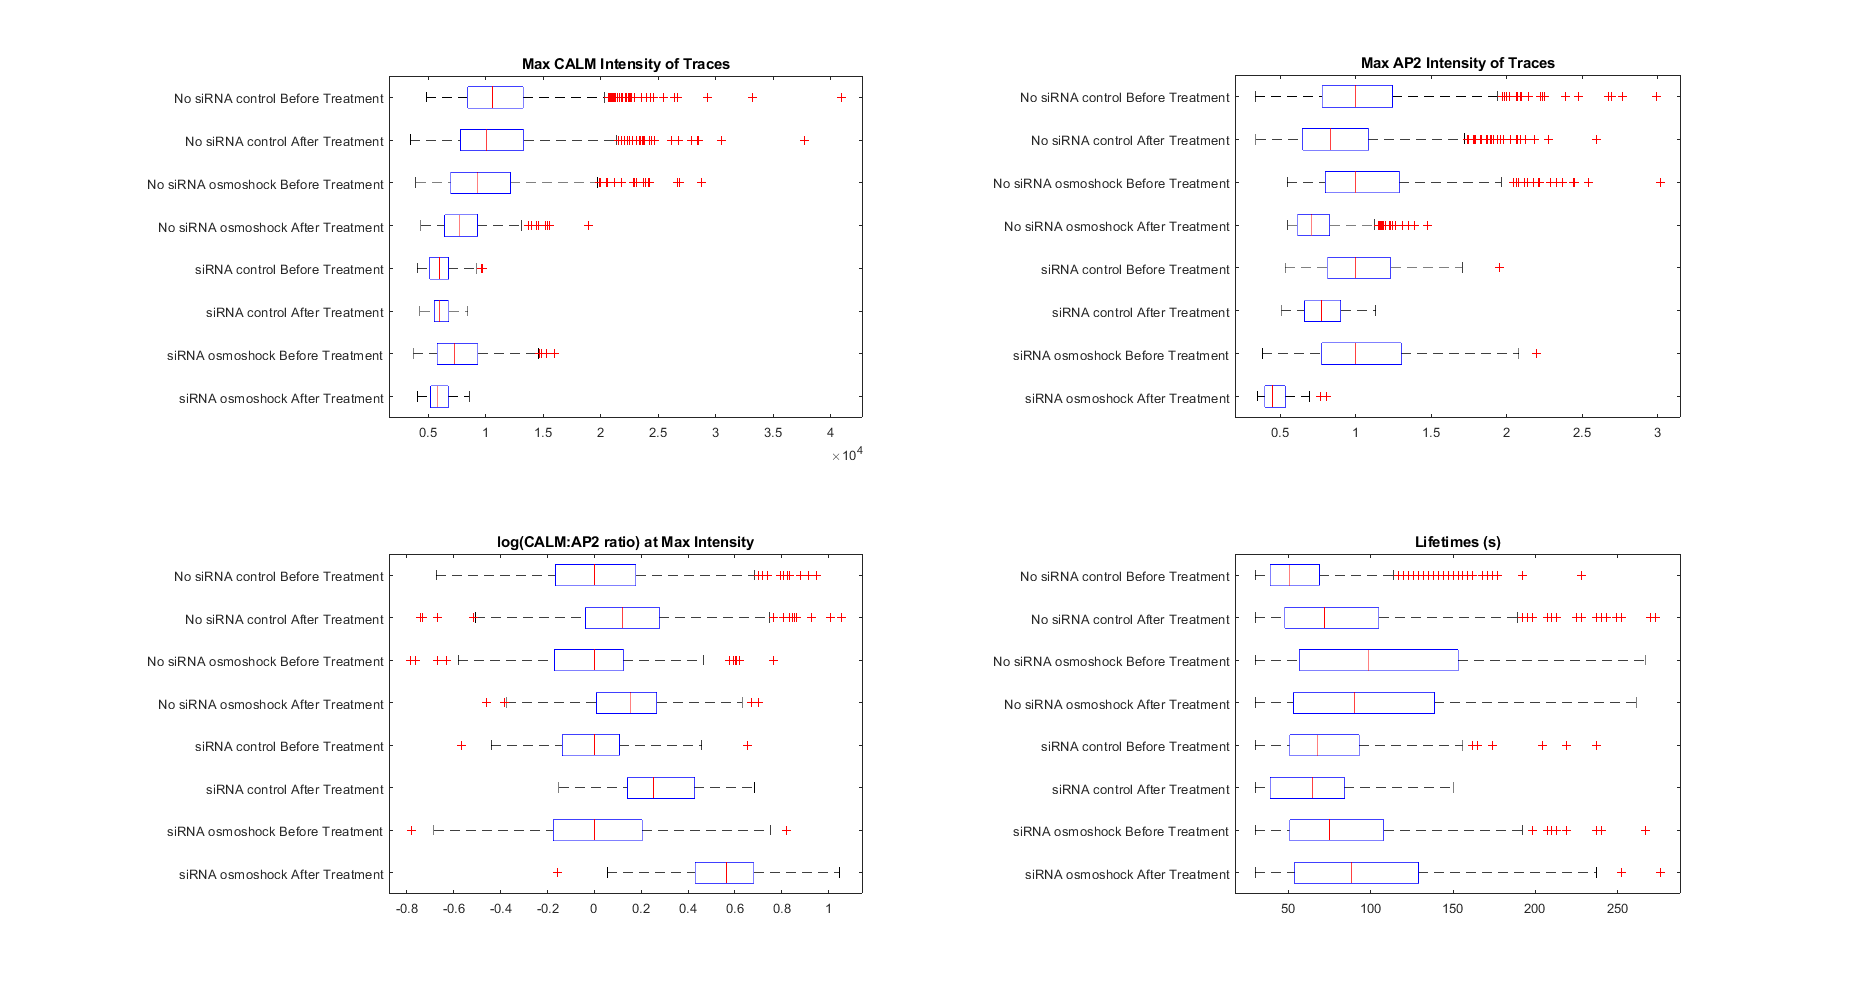 Max CALM Intensity of Traces
No siRNA control Before Treatment
No siRNA control After Treatment
No siRNA osmoshock Before Treatment
No siRNA osmoshock After Treatment
siRNA control Before Treatment
siRNA control After Treatment
siRNA osmoshock Before Treatment
siRNA osmoshock After Treatment
0.5 1 1.5 2 2.5 3 3.5 4
×10^4
Max AP2 Intensity of Traces
No siRNA control Before Treatment
No siRNA control After Treatment
No siRNA osmoshock Before Treatment
No siRNA osmoshock After Treatment
siRNA control Before Treatment
siRNA control After Treatment
siRNA osmoshock Before Treatment
siRNA osmoshock After Treatment
0.5 1 1.5 2 2.5 3
log(CALM:AP2 ratio) at Max Intensity
No siRNA control Before Treatment
No siRNA control After Treatment
No siRNA osmoshock Before Treatment
No siRNA osmoshock After Treatment
siRNA control Before Treatment
siRNA control After Treatment
siRNA osmoshock Before Treatment
siRNA osmoshock After Treatment
-0.8 -0.6 -0.4 -0.2 0 0.2 0.4 0.6 0.8 1
Lifetimes (s)
No siRNA control Before Treatment
No siRNA control After Treatment
No siRNA osmoshock Before Treatment
No siRNA osmoshock After Treatment
siRNA control Before Treatment
siRNA control After Treatment
siRNA osmoshock Before Treatment
siRNA osmoshock After Treatment
50 100 150 200 250